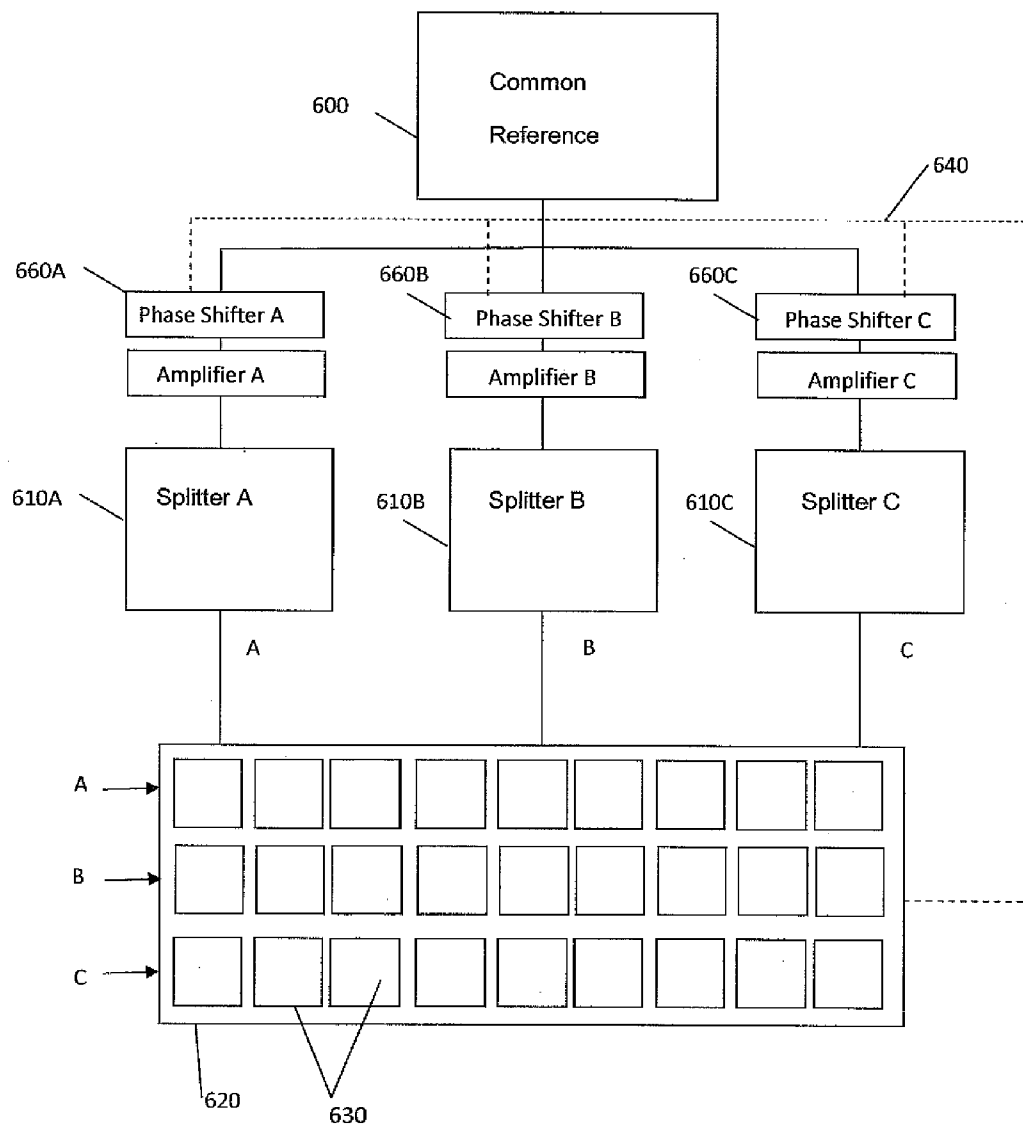 Common
Reference
600
640
660A
660B
660C
Phase Shifter A
Phase Shifter B
Phase Shifter C
Amplifier A
Amplifier B
Amplifier C
610A
Splitter A
610B
Splitter B
610C
Splitter C
A
B
C
A
B
C
620
630